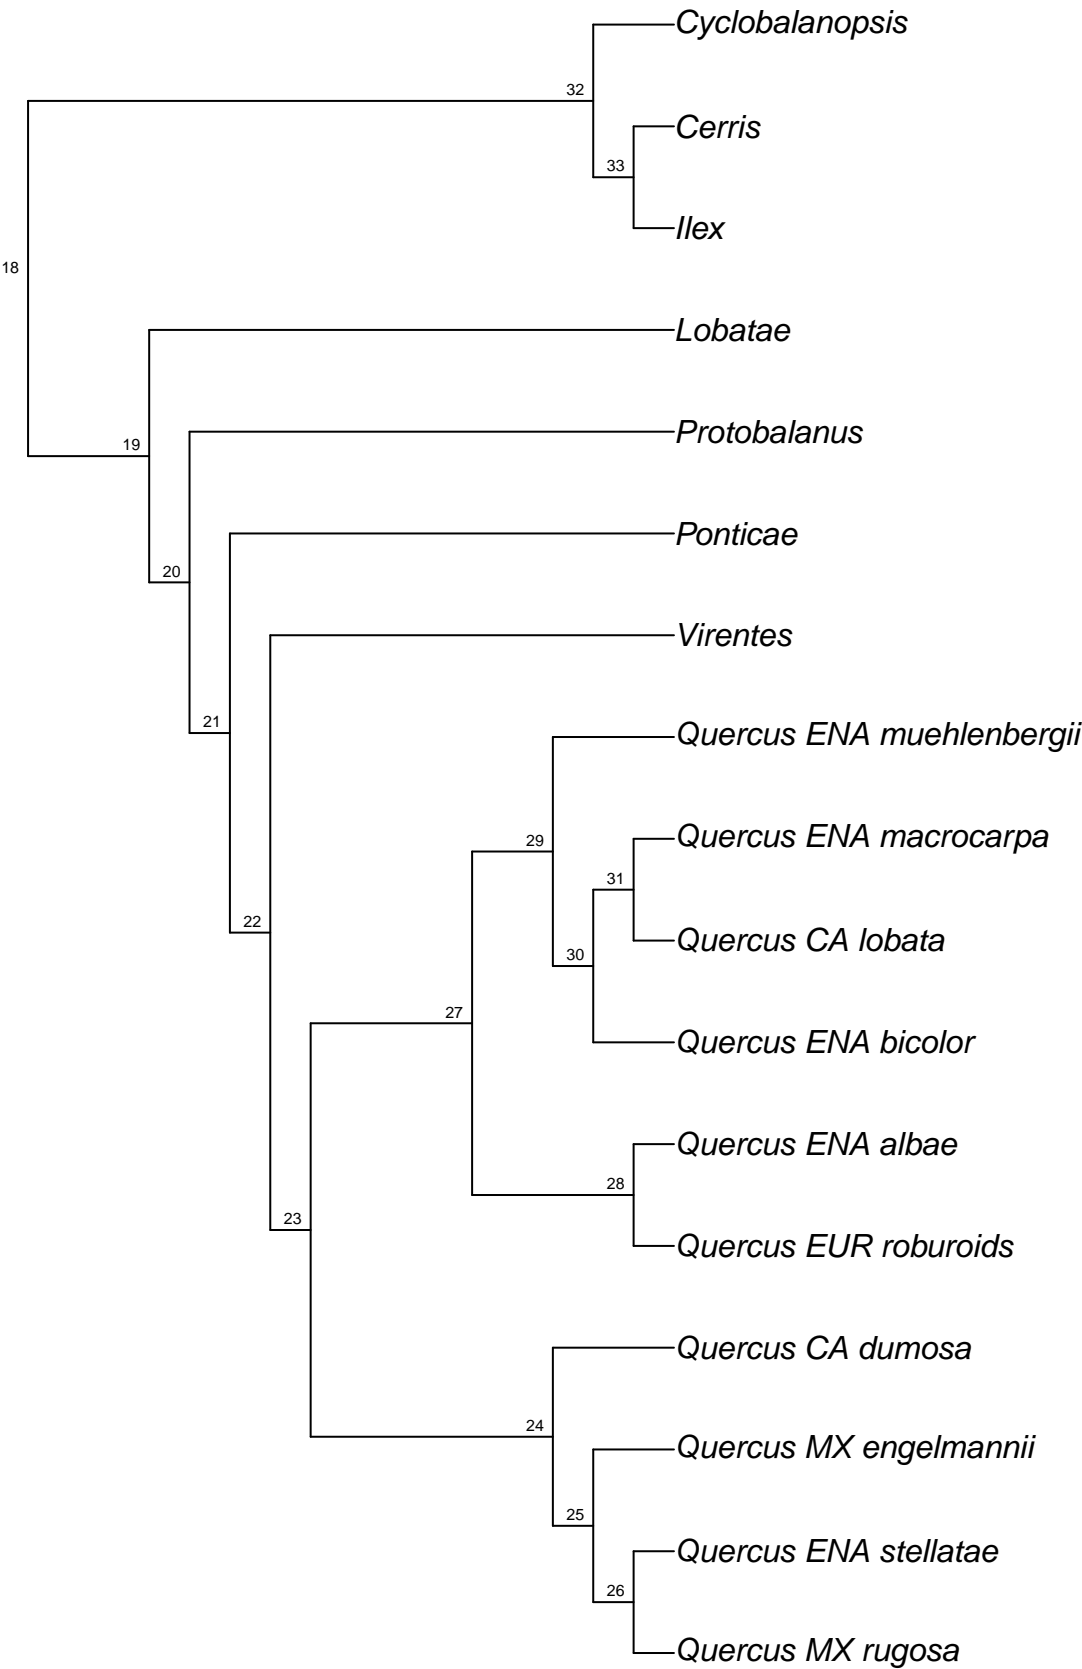 Cyclobalanopsis
32
Cerris
33
Ilex
18
Lobatae
Protobalanus
19
Ponticae
20
Virentes
21
Quercus ENA muehlenbergii
Quercus ENA macrocarpa
29
31
22
Quercus CA lobata
30
27
Quercus ENA bicolor
Quercus ENA albae
28
23
Quercus EUR roburoids
Quercus CA dumosa
24
Quercus MX engelmannii
25
Quercus ENA stellatae
26
Quercus MX rugosa